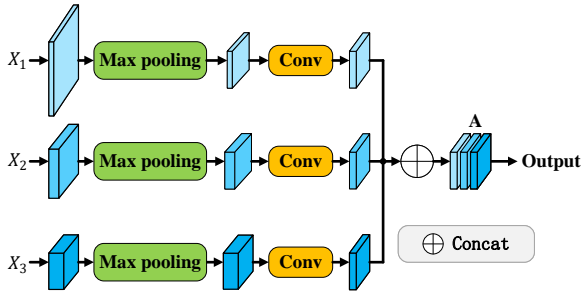 X₁ Max pooling Conv
A
X₂ Max pooling Conv Output
X₃ Max pooling Conv
Concat